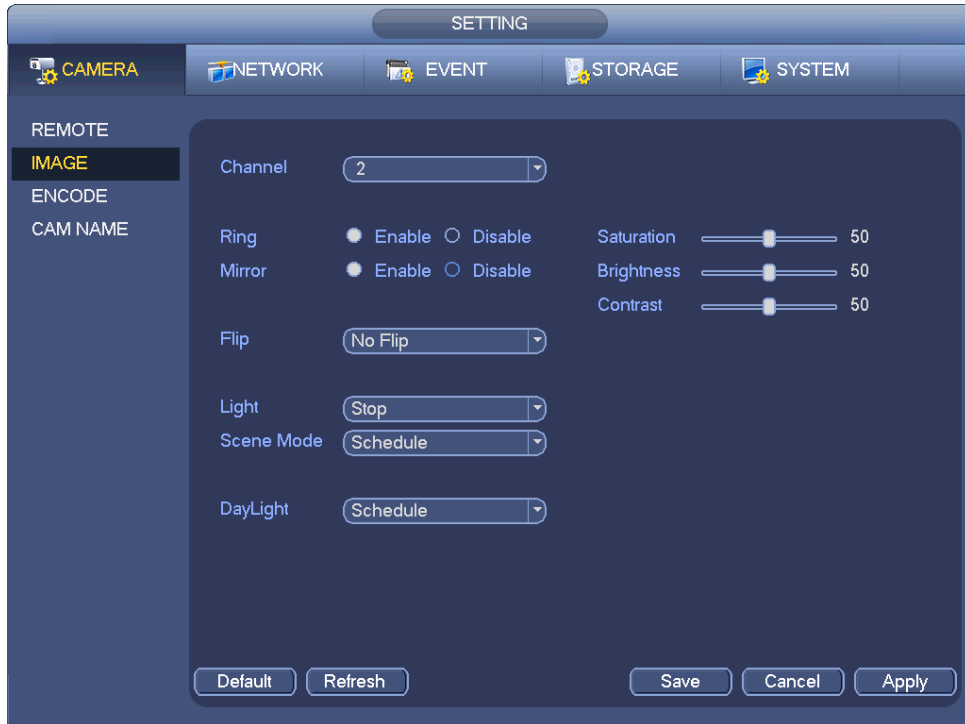 SETTING
CAMERA NETWORK EVENT STORAGE SYSTEM
REMOTE
IMAGE
ENCODE
CAM NAME
Channel 2
Ring Enable Disable Saturation 50
Mirror Enable Disable Brightness 50
Contrast 50
Flip No Flip
Light Stop
Scene Mode Schedule
DayLight Schedule
Default Refresh Save Cancel Apply